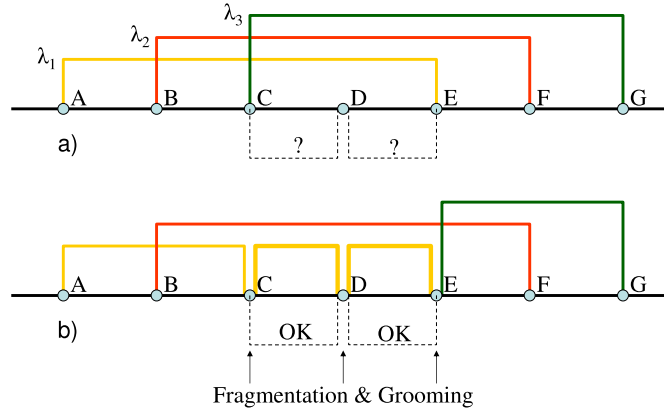 λ3
λ2
λ1
A B C D E F G
? ?
a)
A B C D E F G
b)
OK OK
Fragmentation & Grooming